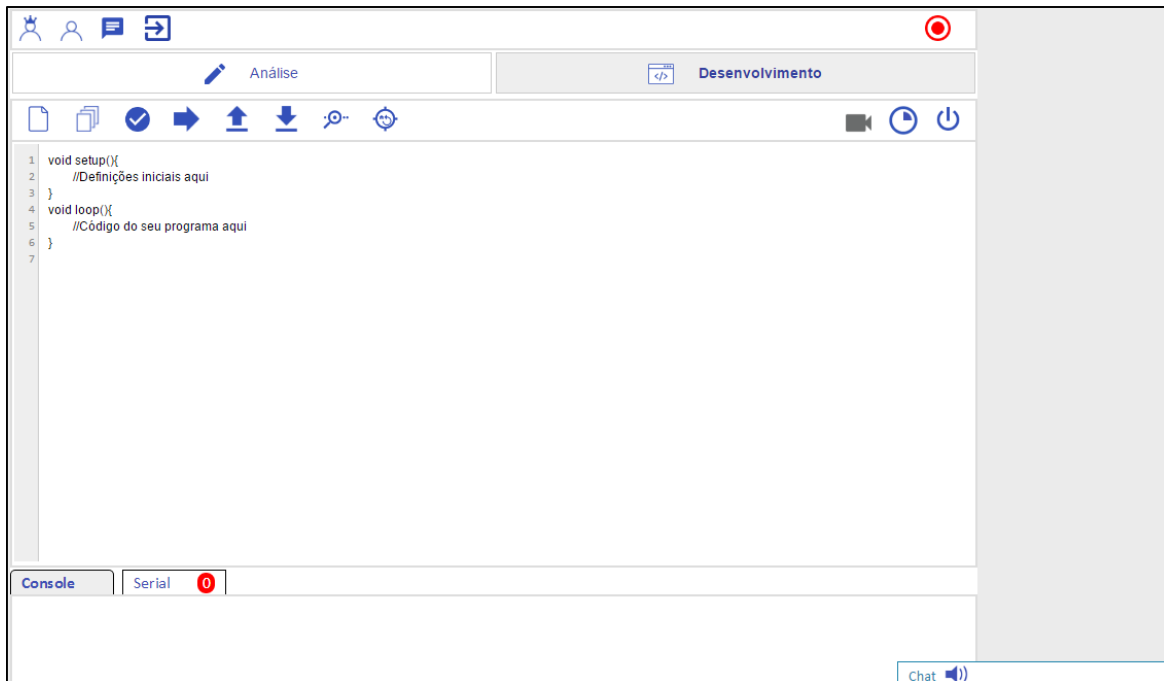 Análise
Desenvolvimento
</>
1 void setup(){
2 //Definições iniciais aqui
3 }
4 void loop(){
5 //Código do seu programa aqui
6 }
7
Console
Serial 0
Chat